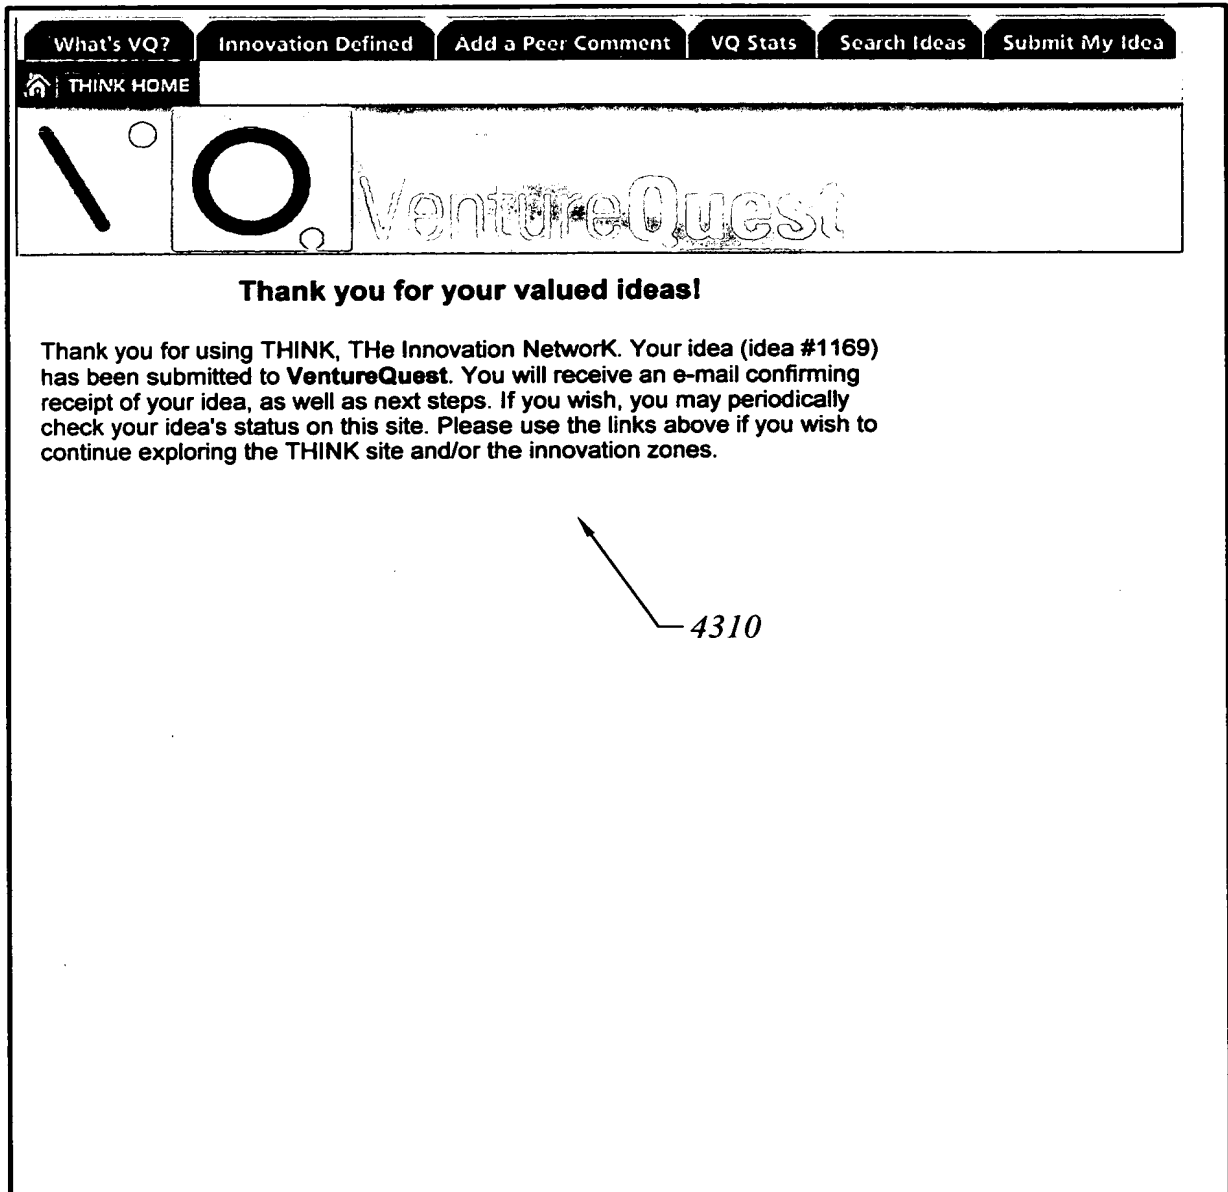 What's VQ? Innovation Defined Add a Peer Comment VQ Stats Search Ideas Submit My Idea
THINK HOME
VentureQuest
Thank you for your valued ideas!
Thank you for using THINK, THe Innovation NetworK. Your idea (idea #1169)
has been submitted to VentureQuest. You will receive an e-mail confirming
receipt of your idea, as well as next steps. If you wish, you may periodically
check your idea's status on this site. Please use the links above if you wish to
continue exploring the THINK site and/or the innovation zones.
4310